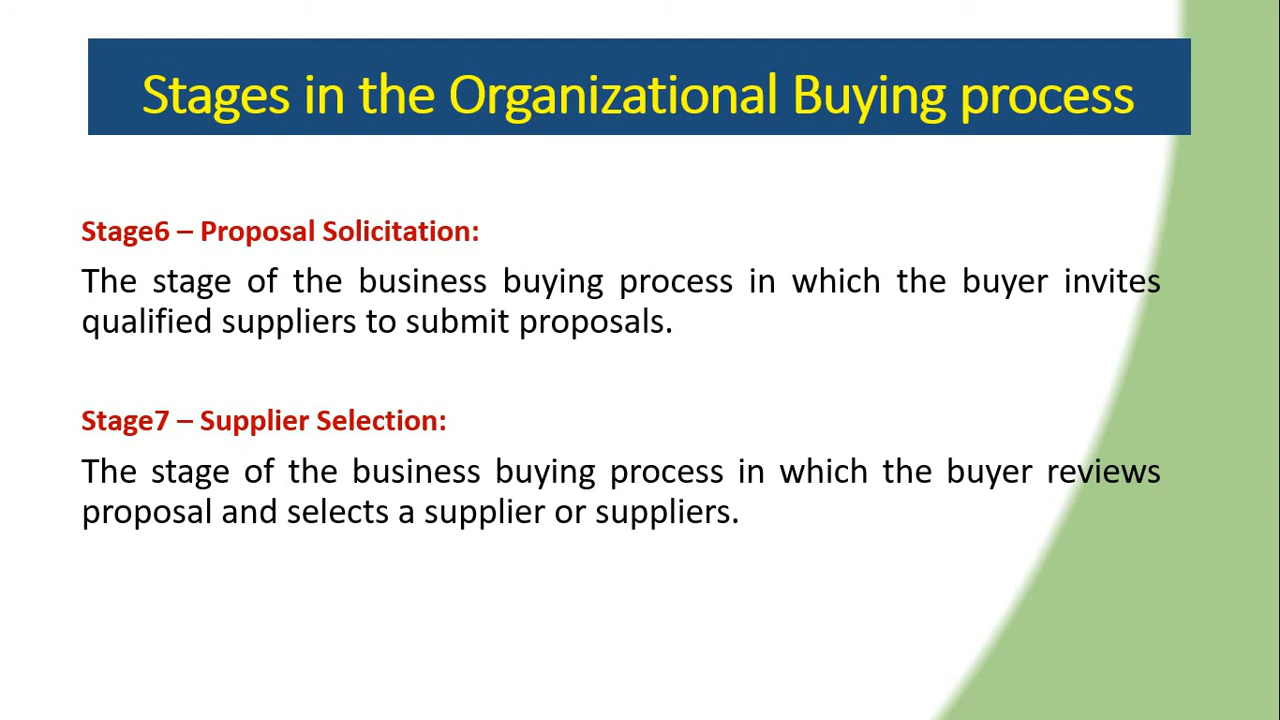 Stages in the Organizational Buying process
Stage6 – Proposal Solicitation:
The stage of the business buying process in which the buyer invites
qualified suppliers to submit proposals.
Stage7 – Supplier Selection:
The stage of the business buying process in which the buyer reviews
proposal and selects a supplier or suppliers.